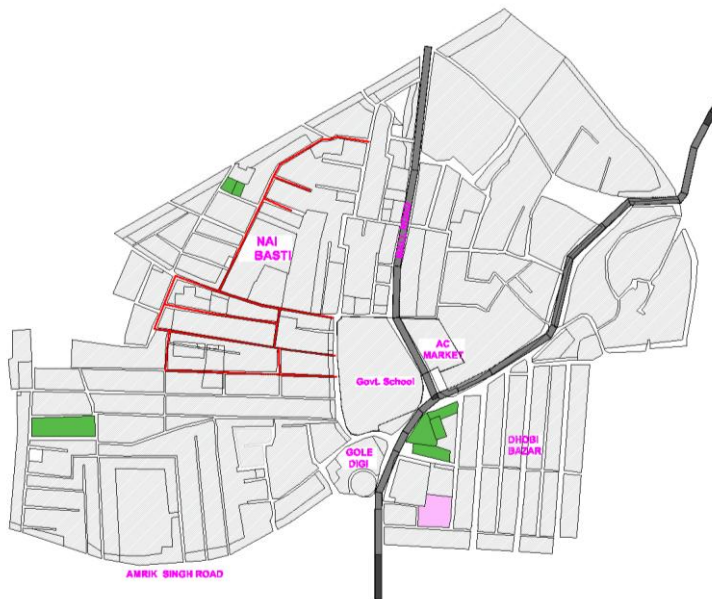 NAI
BASTI
AC
MARKET
Govt. School
GOLE
DIGI
DHOBI
BAZAR
AMRIK SINGH ROAD